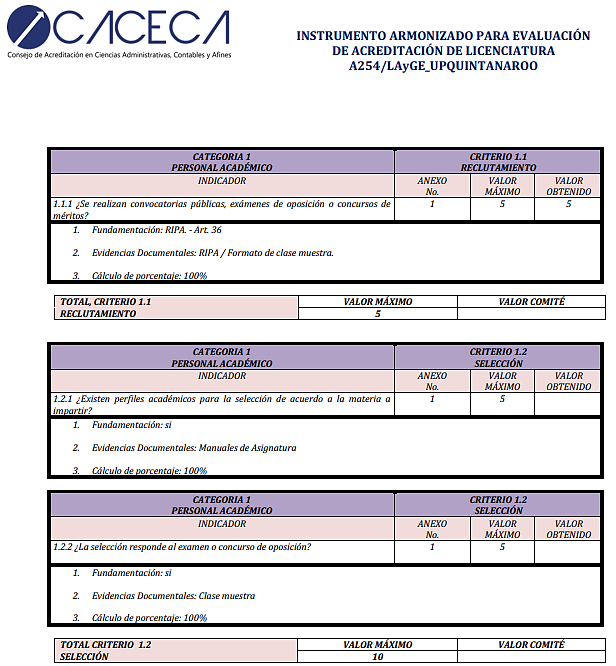 CACECA
Consejo de Acreditación en Ciencias Administrativas, Contables y Afines
INSTRUMENTO ARMONIZADO PARA EVALUACIÓN
DE ACREDITACIÓN DE LICENCIATURA
A254/LAyGE_UPQUINTANAROO
CATEGORIA 1
PERSONAL ACADÉMICO
CRITERIO 1.1
RECLUTAMIENTO
INDICADOR
ANEXO
No.
VALOR
MÁXIMO
VALOR
OBTENIDO
1.1.1 ¿Se realizan convocatorias públicas, exámenes de oposición o concursos de
méritos?
1
5
5
1. Fundamentación: RIPA. - Art. 36
2. Evidencias Documentales: RIPA / Formato de clase muestra.
3. Cálculo de porcentaje: 100%
TOTAL, CRITERIO 1.1
RECLUTAMIENTO
VALOR MÁXIMO
5
VALOR COMITÉ
CATEGORIA 1
PERSONAL ACADÉMICO
CRITERIO 1.2
SELECCIÓN
INDICADOR
ANEXO
No.
VALOR
MÁXIMO
VALOR
OBTENIDO
1.2.1 ¿Existen perfiles académicos para la selección de acuerdo a la materia a
impartir?
1
5
1. Fundamentación: si
2. Evidencias Documentales: Manuales de Asignatura
3. Cálculo de porcentaje: 100%
CATEGORIA 1
PERSONAL ACADÉMICO
CRITERIO 1.2
SELECCIÓN
INDICADOR
ANEXO
No.
VALOR
MÁXIMO
VALOR
OBTENIDO
1.2.2 ¿La selección responde al examen o concurso de oposición?
1
5
1. Fundamentación: si
2. Evidencias Documentales: Clase muestra
3. Cálculo de porcentaje: 100%
TOTAL CRITERIO 1.2
SELECCIÓN
VALOR MÁXIMO
10
VALOR COMITÉ